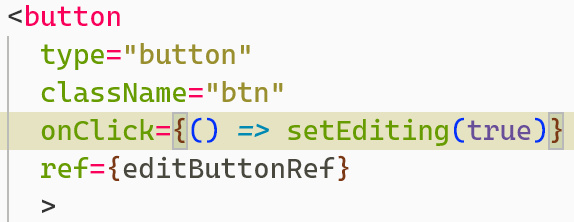 <button
type="button"
className="btn"
onClick={() => setEditing(true)}
ref={editButtonRef}
>